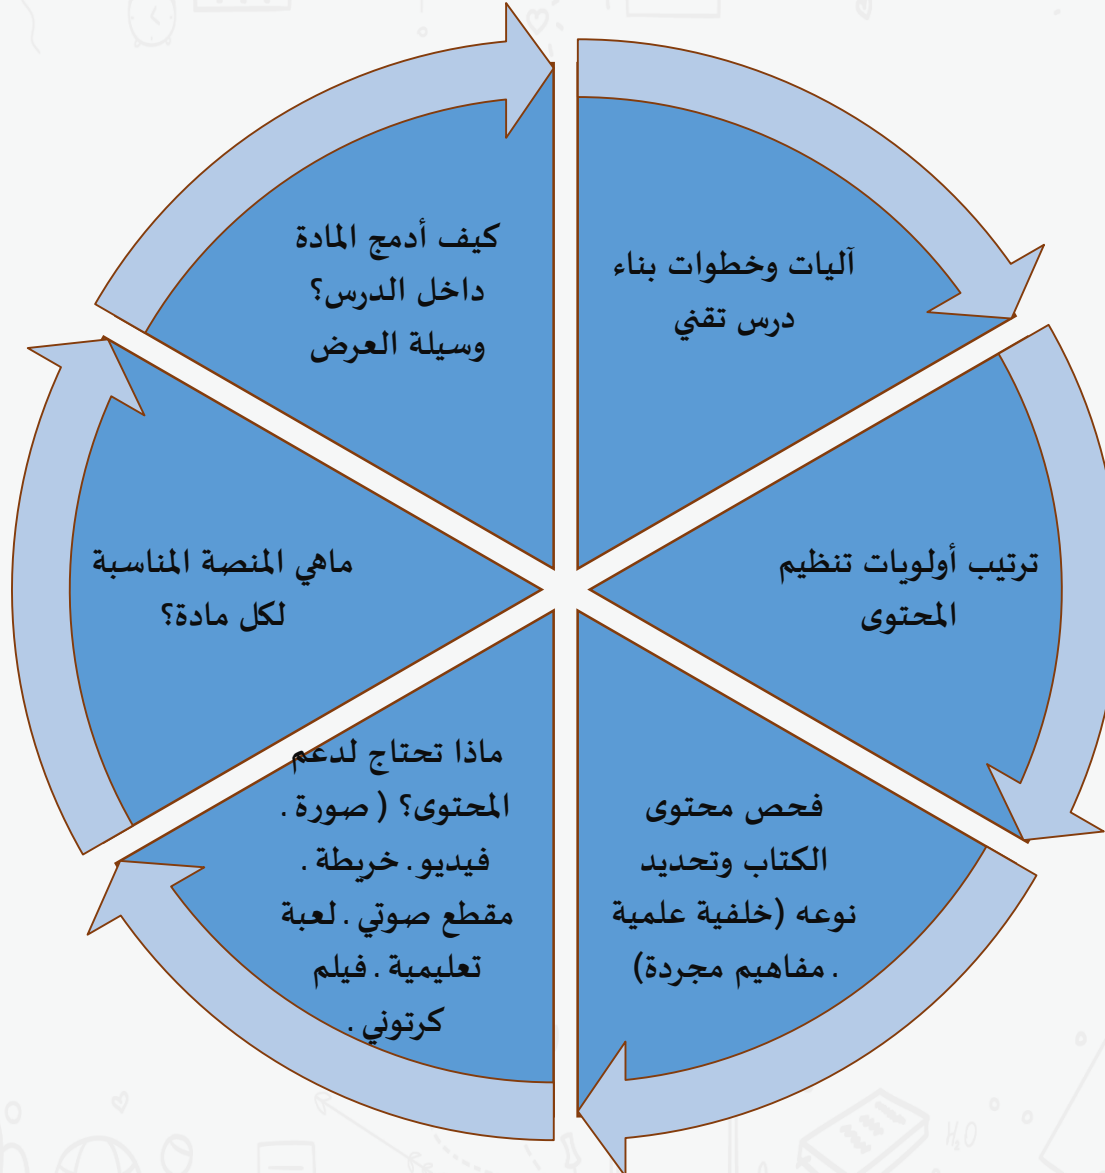 آليات وخطوات بناء
درس تقني
ترتيب أولويات تنظيم
المحتوى
فحص محتوى
الكتاب وتحديد
نوعه (خلفية علمية
. مفاهيم مجردة)
ماذا تحتاج لدعم
المحتوى؟ ( صورة .
فيديو . خريطة .
مقطع صوتي . لعبة
تعليمية . فيلم
كرتوني .
ماهي المنصة المناسبة
لكل مادة؟
كيف أدمج المادة
داخل الدرس؟
وسيلة العرض
H₂O